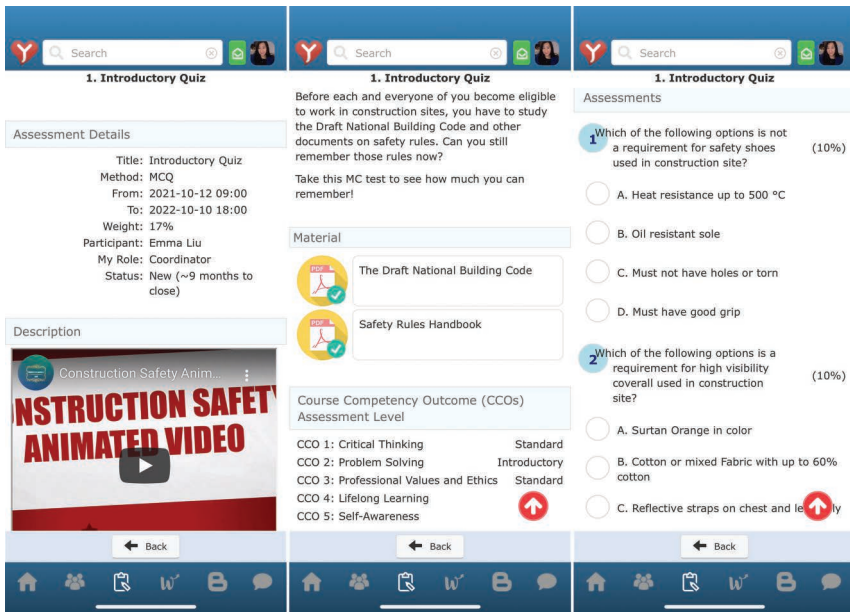 Search
1. Introductory Quiz
Assessment Details
Title: Introductory Quiz
Method: MCQ
From: 2021-10-12 09:00
To: 2022-10-10 18:00
Weight: 17%
Participant: Emma Liu
My Role: Coordinator
Status: New (~9 months to
close)
Description
Construction Safety Anim...
NSTRUCTION SAFETY
ANIMATED VIDEO
Back
Search
1. Introductory Quiz
Before each and everyone of you become eligible
to work in construction sites, you have to study
the Draft National Building Code and other
documents on safety rules. Can you still
remember those rules now?
Take this MC test to see how much you can
remember!
Material
PDF
The Draft National Building Code
PDF
Safety Rules Handbook
Course Competency Outcome (CCOs)
Assessment Level
CCO 1: Critical Thinking Standard
CCO 2: Problem Solving Introductory
CCO 3: Professional Values and Ethics Standard
CCO 4: Lifelong Learning
CCO 5: Self-Awareness
Back
Search
1. Introductory Quiz
Assessments
1 Which of the following options is not
a requirement for safety shoes (10%)
used in construction site?
A. Heat resistance up to 500 °C
B. Oil resistant sole
C. Must not have holes or torn
D. Must have good grip
2 Which of the following options is a
requirement for high visibility
coverall used in construction (10%)
site?
A. Surtan Orange in color
B. Cotton or mixed Fabric with up to 60%
cotton
C. Reflective straps on chest and
Back